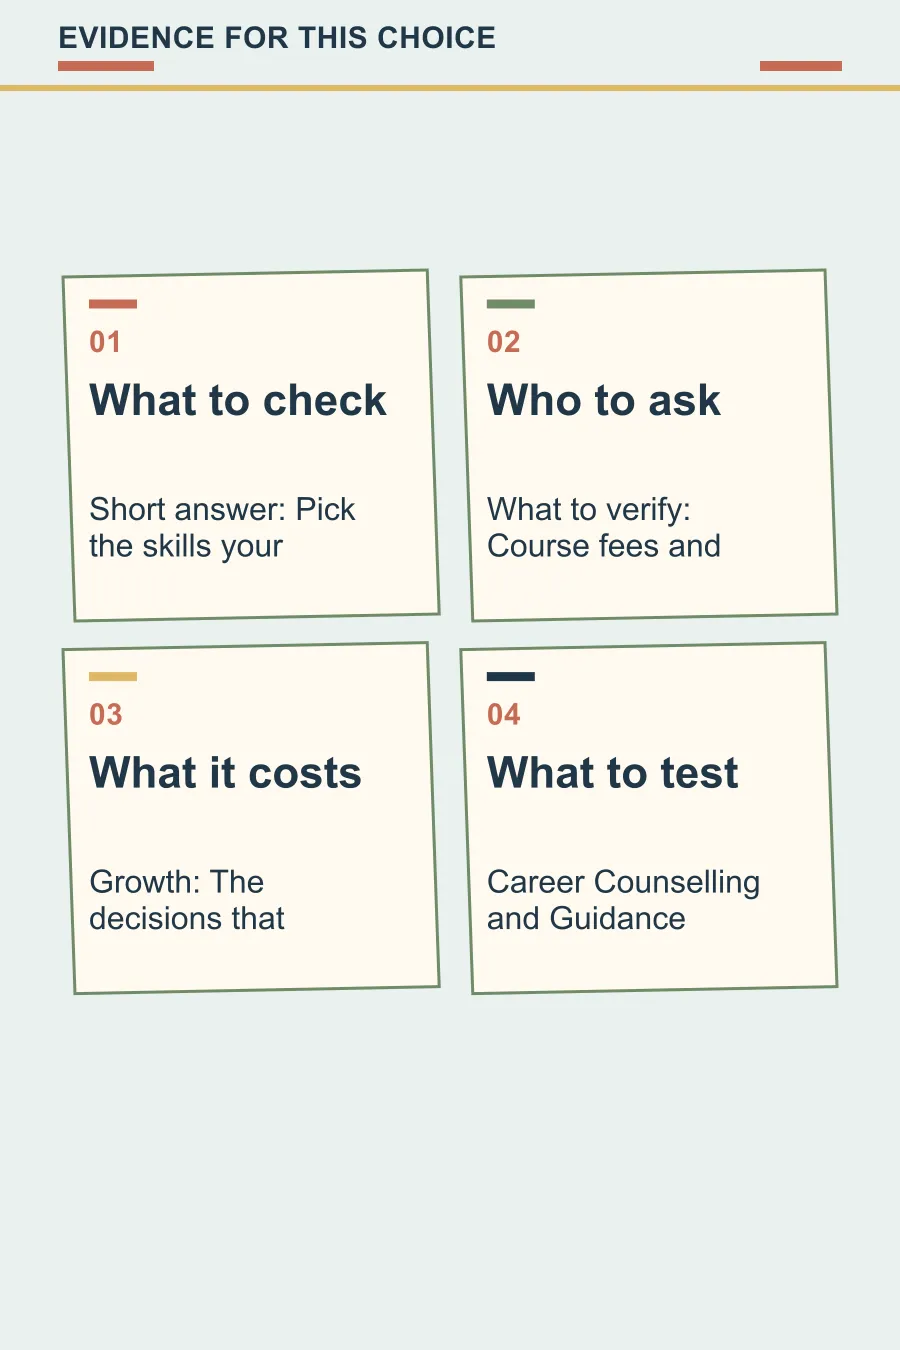 EVIDENCE FOR THIS CHOICE
01
What to check
Short answer: Pick
the skills your
02
Who to ask
What to verify:
Course fees and
03
What it costs
Growth: The
decisions that
04
What to test
Career Counselling
and Guidance